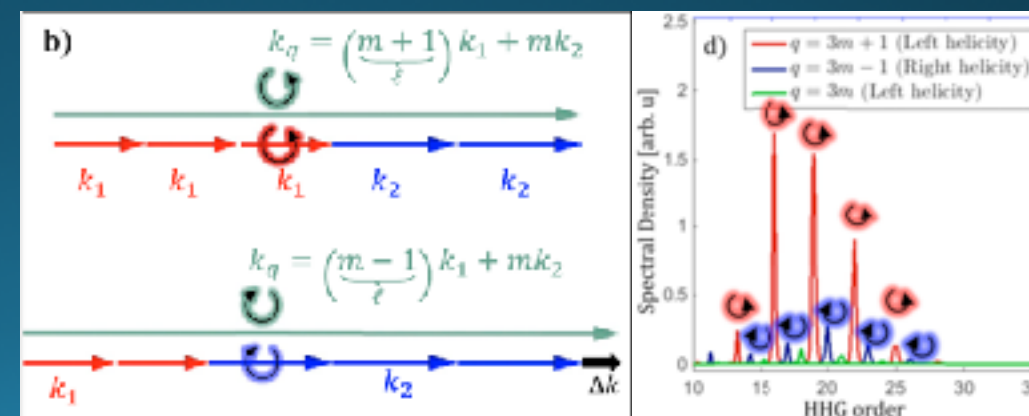 b)
k_q = (m + 1) k_1 + mk_2
ℓ
k_1 k_1 k_1 k_2 k_2
k_q = (m − 1) k_1 + mk_2
ℓ
k_1 k_2 Δk
d)
q = 3m + 1 (Left helicity)
q = 3m − 1 (Right helicity)
q = 3m (Left helicity)
Spectral Density [arb. u]
2.5
2
1.5
1
0.5
0
10 15 20 25 30
HHG order